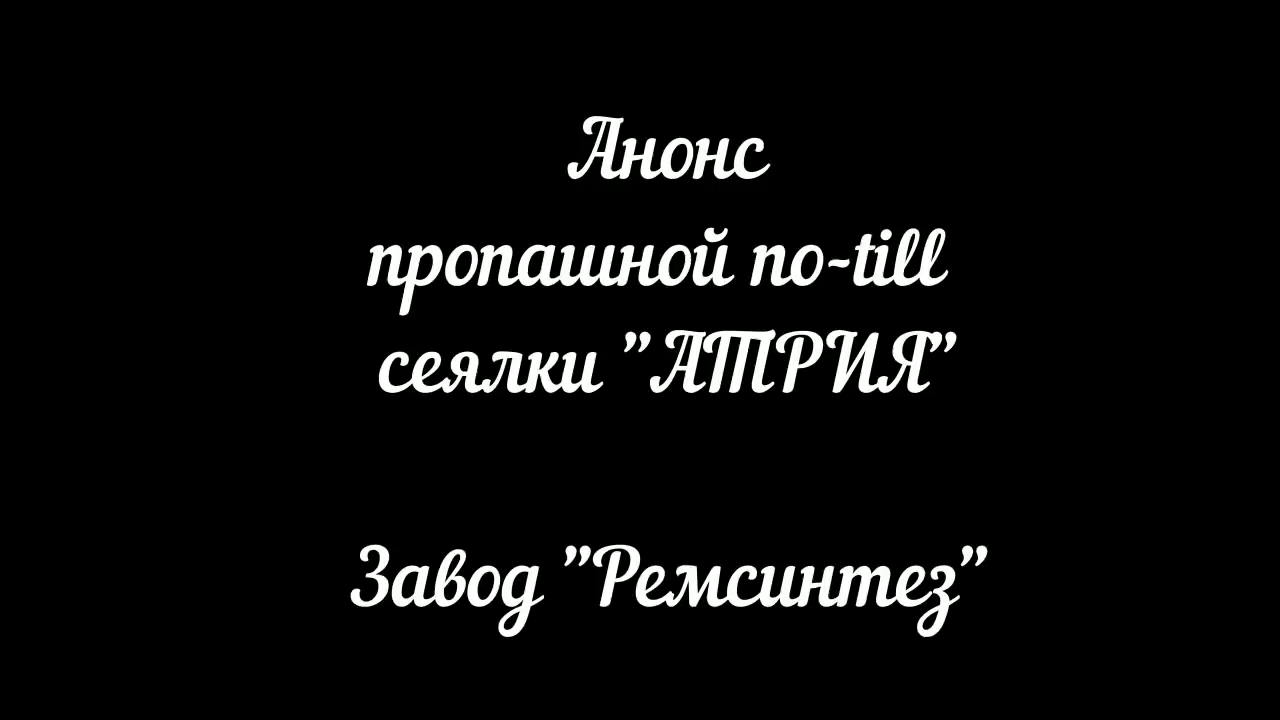 Анонс
пропашной no-till
сеялки "АТРИЯ"
Завод "Ремсинтез"